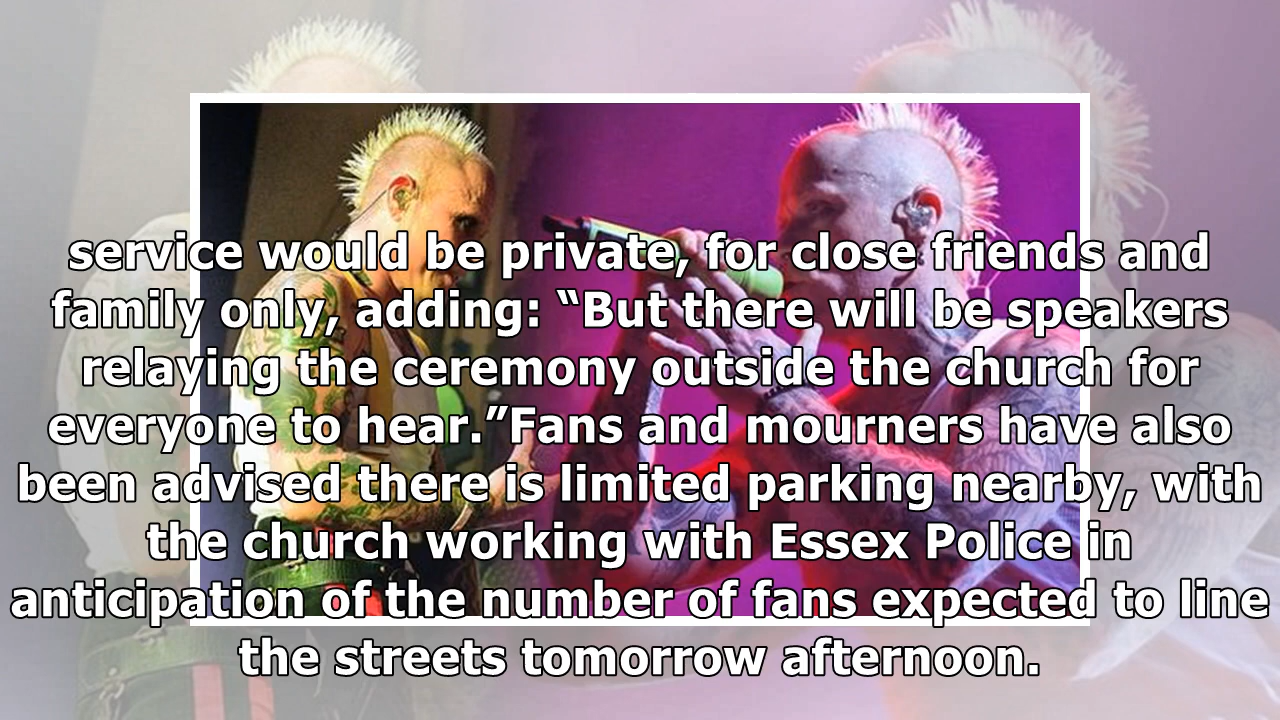 service would be private, for close friends and
family only, adding: “But there will be speakers
relaying the ceremony outside the church for
everyone to hear.”Fans and mourners have also
been advised there is limited parking nearby, with
the church working with Essex Police in
anticipation of the number of fans expected to line
the streets tomorrow afternoon.